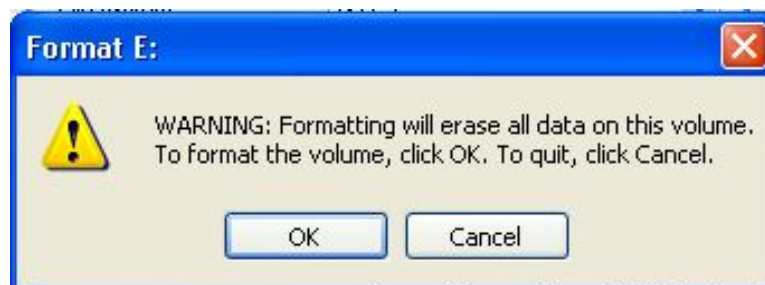 Format E:
WARNING: Formatting will erase all data on this volume.
To format the volume, click OK. To quit, click Cancel.
OK
Cancel